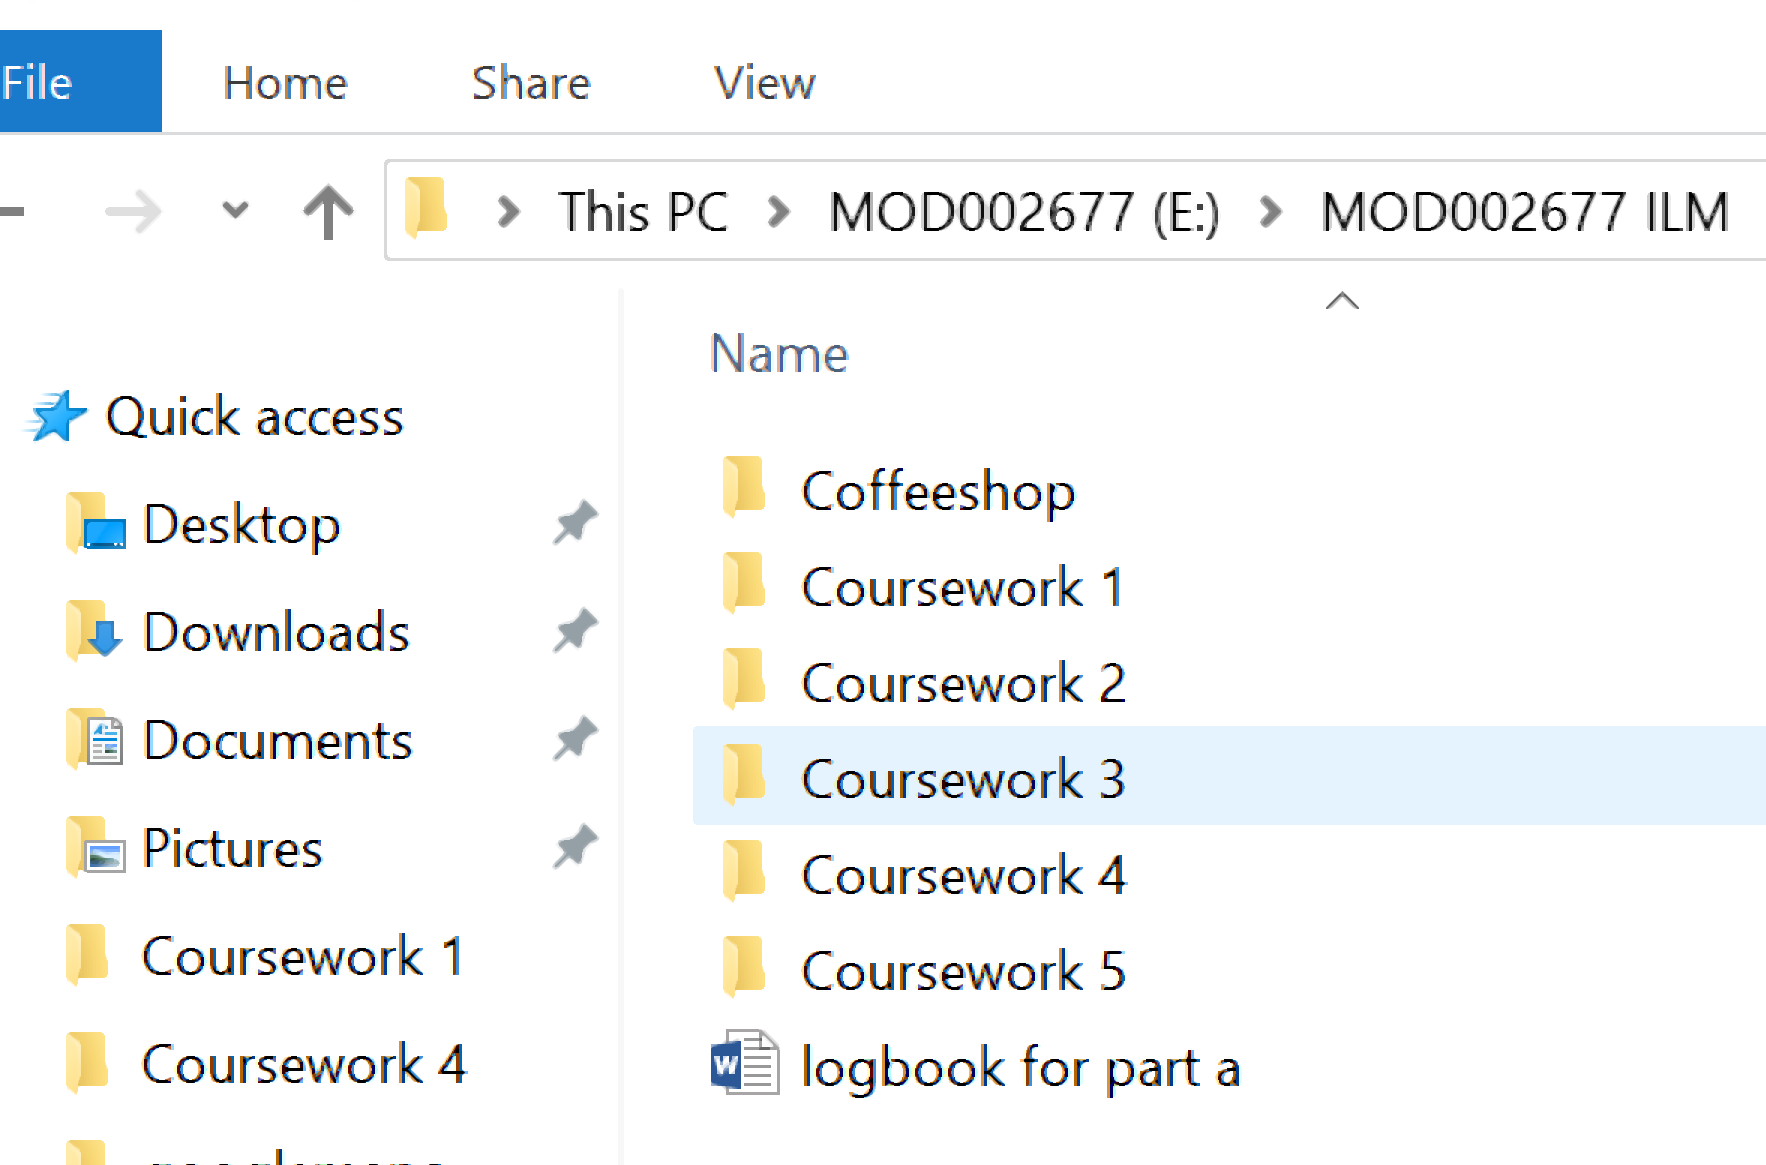 File Home Share View
This PC MOD002677 (E:) MOD002677 ILM
Name
Quick access
Desktop
Downloads
Documents
Pictures
Coursework 1
Coursework 4
Coffeeshop
Coursework 1
Coursework 2
Coursework 3
Coursework 4
Coursework 5
logbook for part a